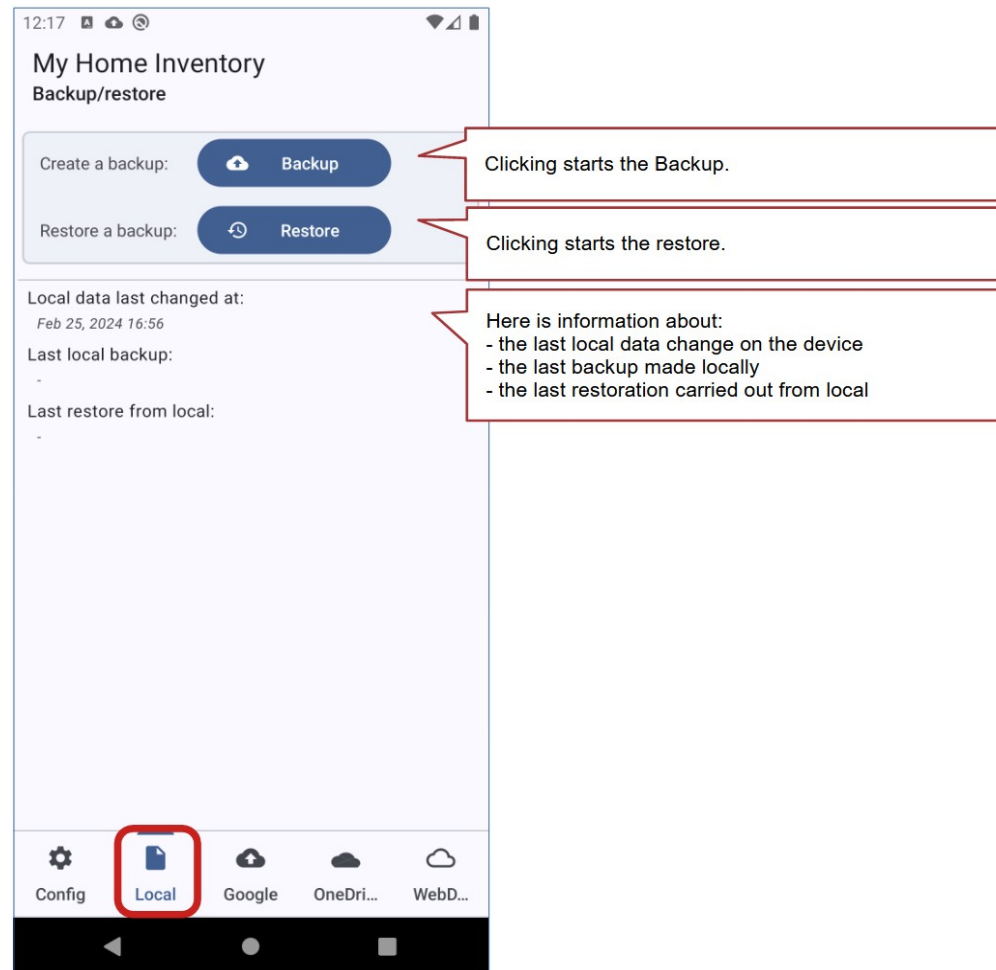 12:17
My Home Inventory
Backup/restore
Create a backup:
Backup
Clicking starts the Backup.
Restore a backup:
Restore
Clicking starts the restore.
Local data last changed at:
Feb 25, 2024 16:56
Last local backup:
-
Last restore from local:
-
Here is information about:
- the last local data change on the device
- the last backup made locally
- the last restoration carried out from local
Config
Local
Google
OneDri...
WebD...